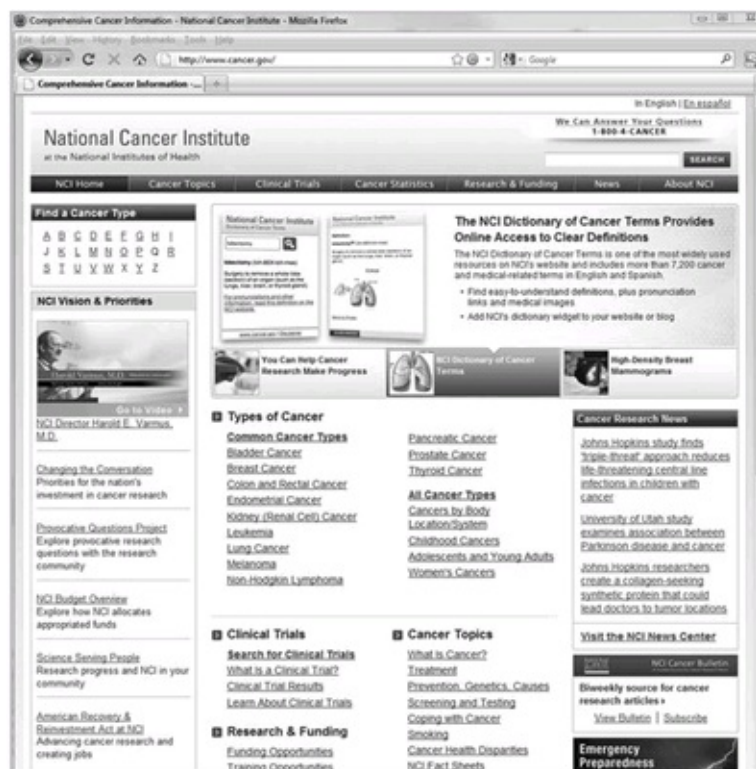 Comprehensive Cancer Information - National Cancer Institute - Mozilla Firefox
File Edit View History Bookmarks Tools Help
http://www.cancer.gov/
Google
Comprehensive Cancer Information -...
In English | En español
National Cancer Institute
at the National Institutes of Health
We Can Answer Your Questions
1-800-4-CANCER
SEARCH
NCI Home Cancer Topics Clinical Trials Cancer Statistics Research & Funding News About NCI
Find a Cancer Type
A B C D E F G H I
J K L M N O P Q R
S T U V W X Y Z
NCI Vision & Priorities
Harold Varmus, M.D.
Go to Video
NCI Director Harold E. Varmus,
M.D.
Changing the Conversation
Priorities for the nation's
investment in cancer research
Provocative Questions Project
Explore provocative research
questions with the research
community
NCI Budget Overview
Explore how NCI allocates
appropriated funds
Science Serving People
Research progress and NCI in your
community
American Recovery &
Reinvestment Act at NCI
Advancing cancer research and
creating jobs
National Cancer Institute
The NCI Dictionary of Cancer Terms Provides
Online Access to Clear Definitions
The NCI Dictionary of Cancer Terms is one of the most widely used
resources on NCI's website and includes more than 7,200 cancer
and medical-related terms in English and Spanish.
• Find easy-to-understand definitions, plus pronunciation
links and medical images
• Add NCI's dictionary widget to your website or blog
You Can Help Cancer
Research Make Progress
NCI Dictionary of Cancer
Terms
High-Density Breast
Mammograms
Types of Cancer
Common Cancer Types
Bladder Cancer
Breast Cancer
Colon and Rectal Cancer
Endometrial Cancer
Kidney (Renal Cell) Cancer
Leukemia
Lung Cancer
Melanoma
Non-Hodgkin Lymphoma
Pancreatic Cancer
Prostate Cancer
Thyroid Cancer
All Cancer Types
Cancers by Body
Location/System
Childhood Cancers
Adolescents and Young Adults
Women's Cancers
Clinical Trials
Search for Clinical Trials
What Is a Clinical Trial?
Clinical Trial Results
Learn About Clinical Trials
Research & Funding
Funding Opportunities
Training Opportunities
Cancer Topics
What Is Cancer?
Treatment
Prevention, Genetics, Causes
Screening and Testing
Coping with Cancer
Smoking
Cancer Health Disparities
NCI Fact Sheets
Cancer Research News
Johns Hopkins study finds
'triple-threat' approach reduces
life-threatening central line
infections in children with
cancer
University of Utah study
examines association between
Parkinson disease and cancer
Johns Hopkins researchers
create a collagen-seeking
synthetic protein that could
lead doctors to tumor locations
Visit the NCI News Center
NCI Cancer Bulletin
Biweekly source for cancer
research articles
View Bulletin | Subscribe
Emergency
Preparedness